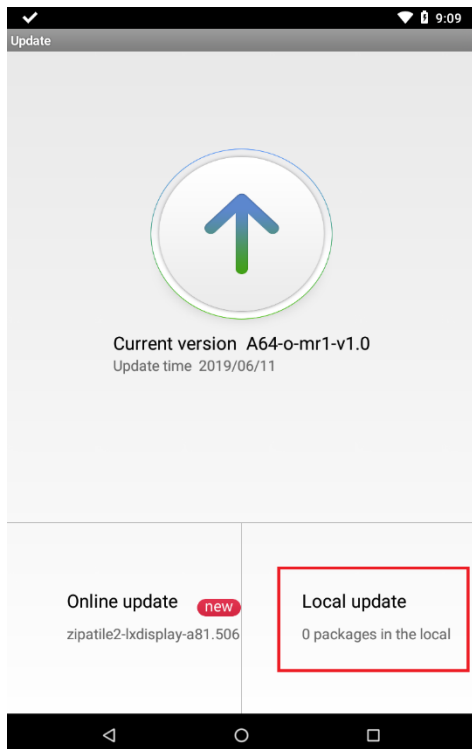 9:09
Update
Current version A64-o-mr1-v1.0
Update time 2019/06/11
Online update new
zipatile2-lxdisplay-a81.506
Local update
0 packages in the local